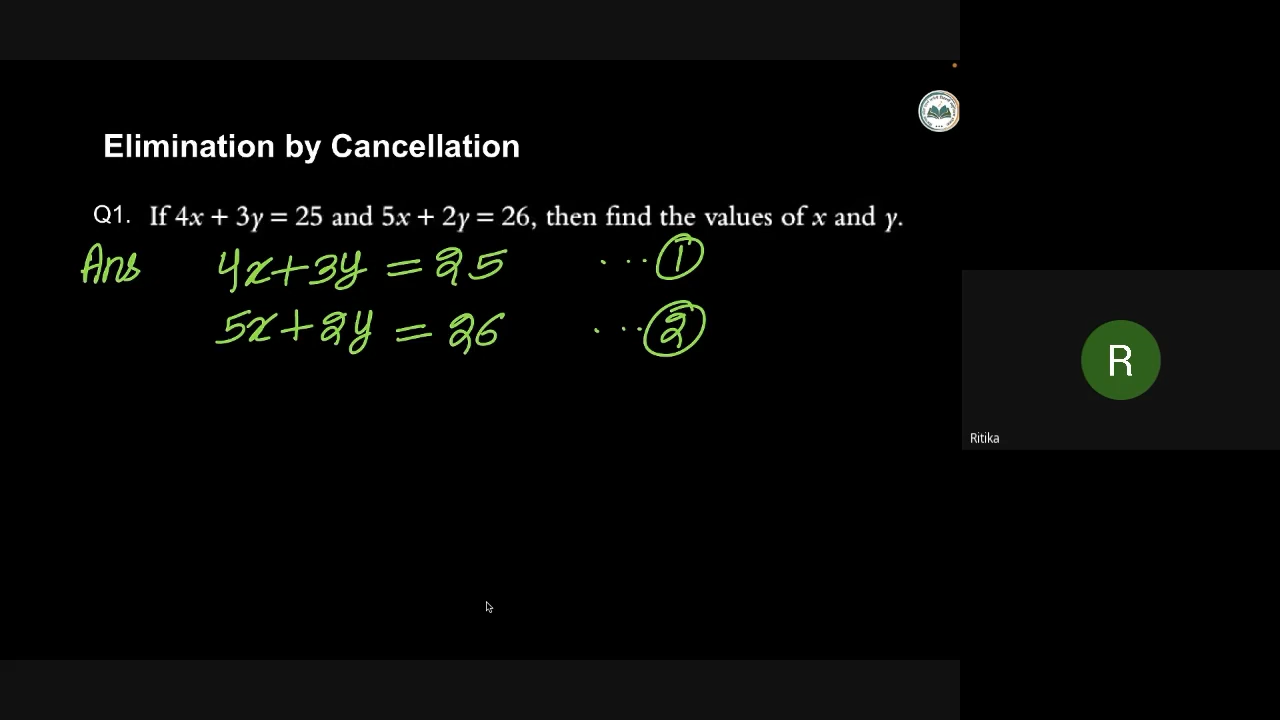 Elimination by Cancellation
Q1. If 4x + 3y = 25 and 5x + 2y = 26, then find the values of x and y.
Ans 4x+3y = 25 ... ①
5x+2y = 26 ... ②
R
Ritika